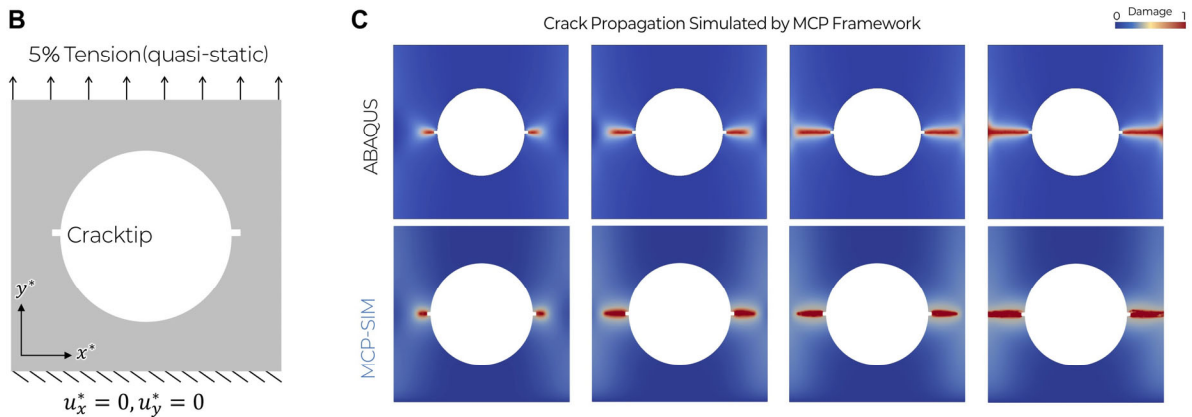 B
5% Tension(quasi-static)
Cracktip
y*
x*
u*x = 0, u*y = 0
C
Crack Propagation Simulated by MCP Framework
0 Damage 1
ABAQUS
MCP-SIM